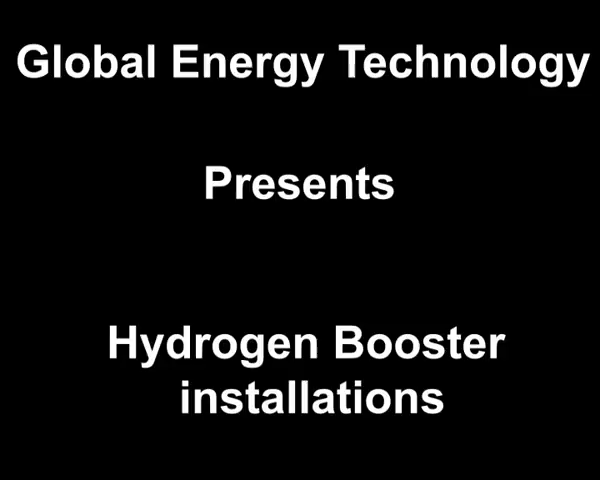 Global Energy Technology
Presents
Hydrogen Booster
installations